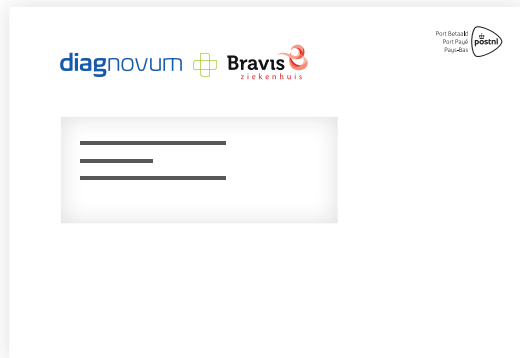 Port Betaald
Port Payé
Pays-Bas
postnl
diagnovum
Bravis
ziekenhuis